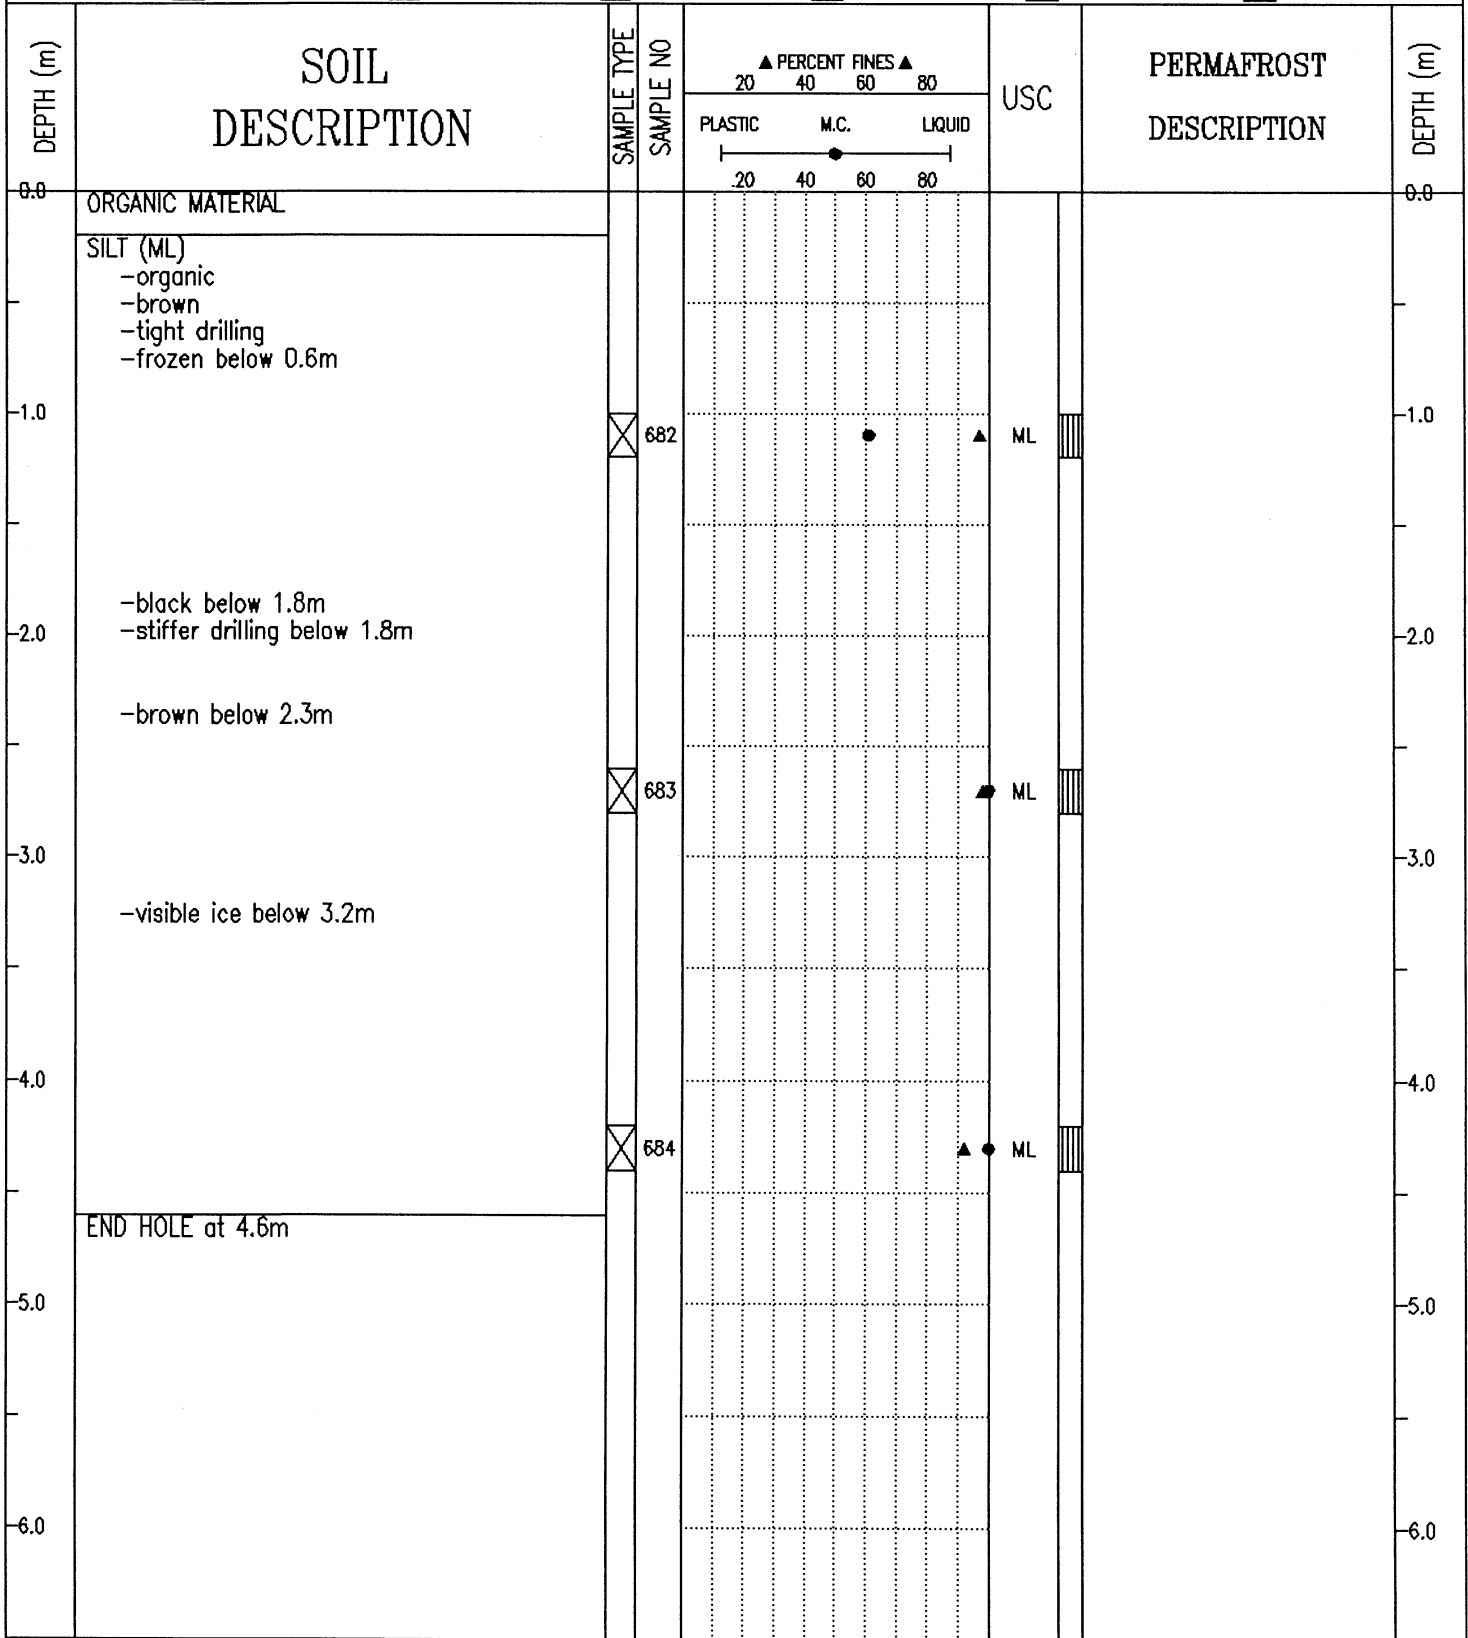 DEPTH (m)
SOIL
DESCRIPTION
SAMPLE TYPE
SAMPLE NO
▲ PERCENT FINES ▲
20 40 60 80
PLASTIC M.C. LIQUID
20 40 60 80
USC
PERMAFROST
DESCRIPTION
DEPTH (m)
0.0
ORGANIC MATERIAL
0.0
SILT (ML)
-organic
-brown
-tight drilling
-frozen below 0.6m
1.0
1.0
682
ML
-black below 1.8m
-stiffer drilling below 1.8m
2.0
2.0
-brown below 2.3m
683
ML
3.0
3.0
-visible ice below 3.2m
4.0
4.0
684
ML
END HOLE at 4.6m
5.0
5.0
6.0
6.0